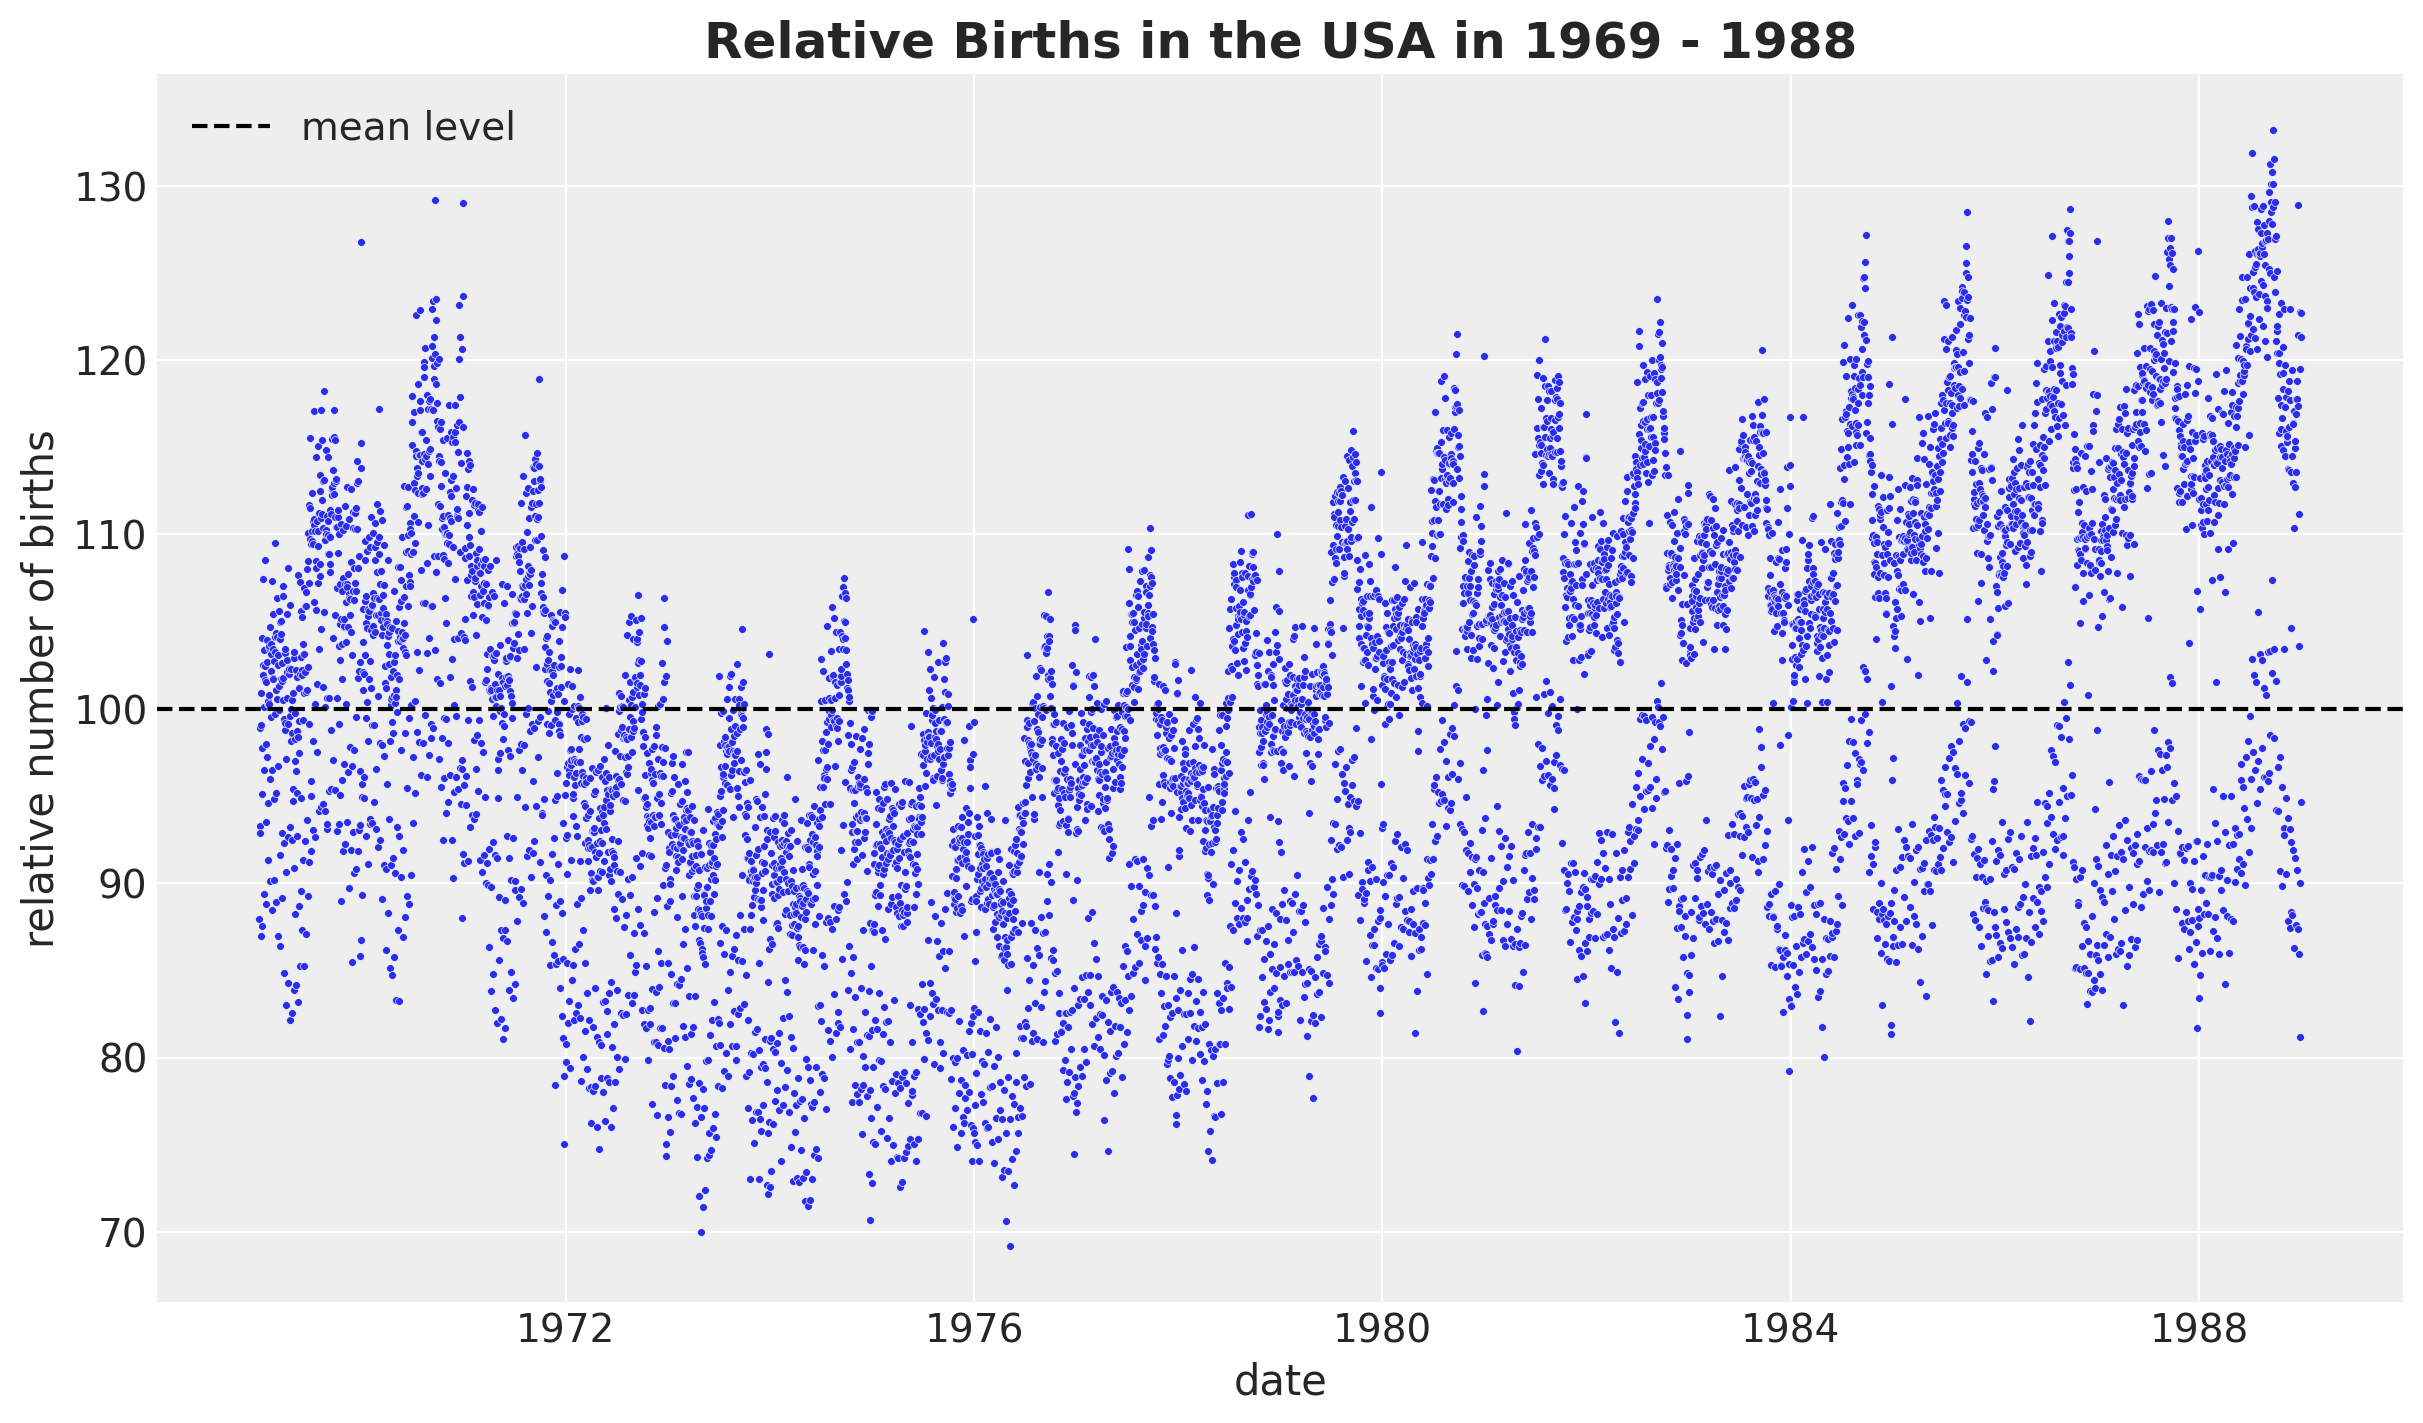 Relative Births in the USA in 1969 - 1988
mean level
relative number of births
130
120
110
100
90
80
70
1972 1976 1980 1984 1988
date